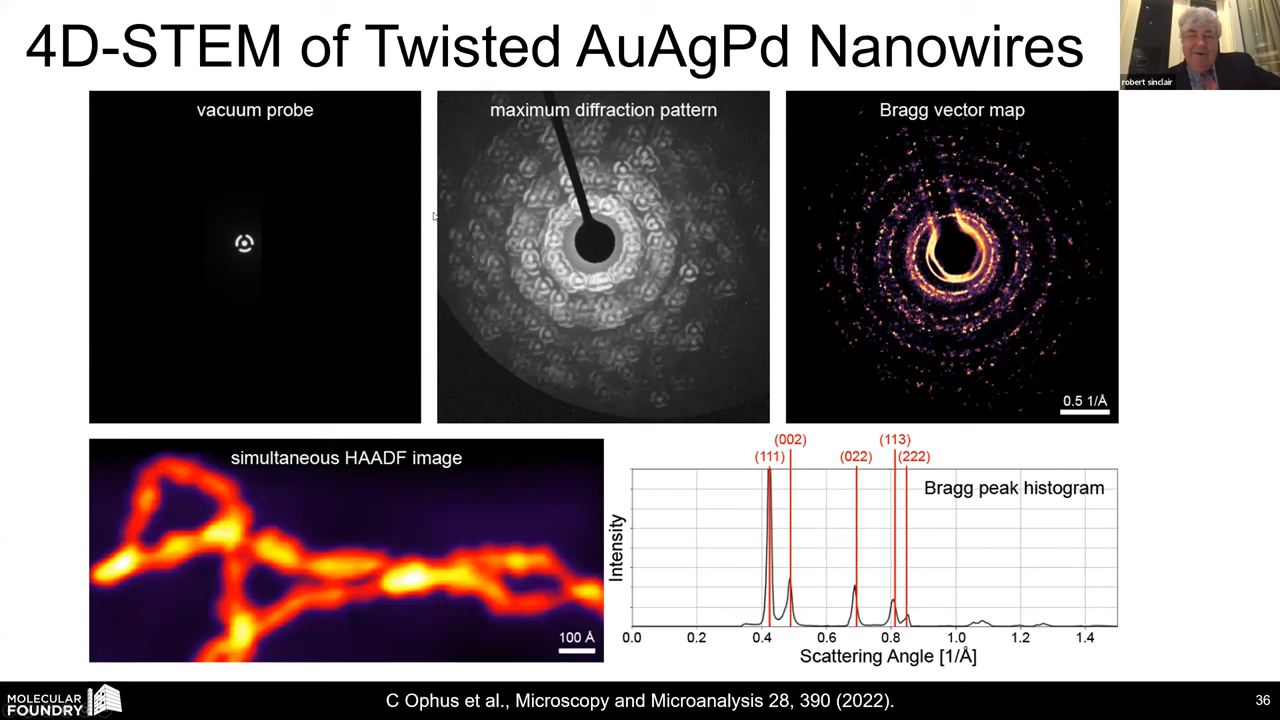 4D-STEM of Twisted AuAgPd Nanowires
robert sinclair
vacuum probe
maximum diffraction pattern
Bragg vector map
0.5 1/Å
simultaneous HAADF image
100 Å
(002)
(113)
(111)
(022)
(222)
Bragg peak histogram
Intensity
0.0 0.2 0.4 0.6 0.8 1.0 1.2 1.4
Scattering Angle [1/Å]
MOLECULAR
FOUNDRY
C Ophus et al., Microscopy and Microanalysis 28, 390 (2022).
36